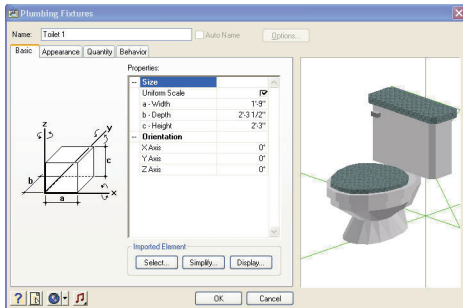 Plumbing Fixtures
Name: Toilet 1 Auto Name Options...
Basic Appearance Quantity Behavior
Properties:
-- Size
Uniform Scale
a - Width 1'-9"
b - Depth 2'-3 1/2"
c - Height 2'-3"
-- Orientation
X Axis 0°
Y Axis 0°
Z Axis 0°
z
y
c
b
x
a
Imported Element
Select... Simplify... Display...
? OK Cancel